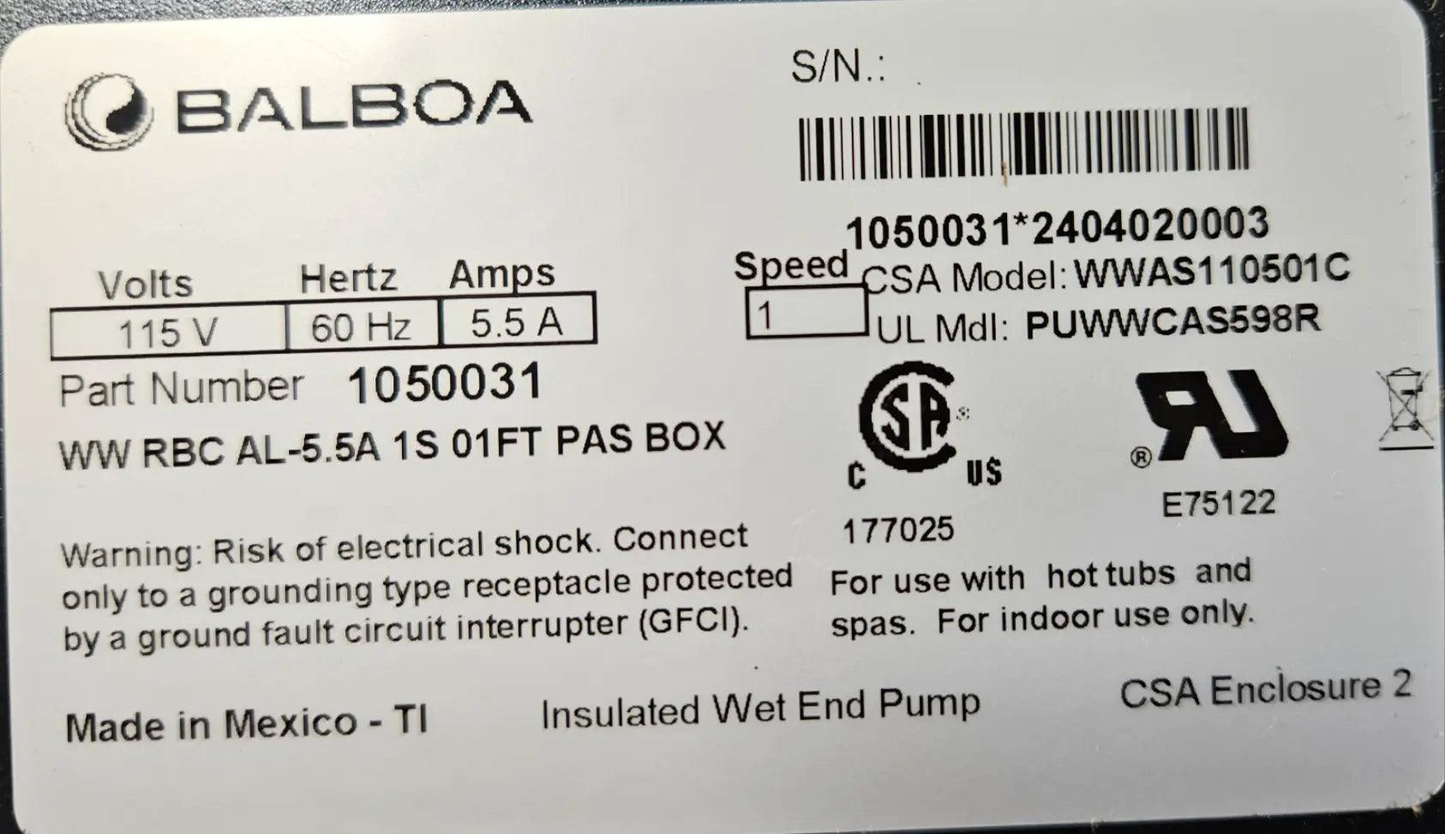 BALBOA
S/N.:
1050031*2404020003
Volts Hertz Amps
115 V 60 Hz 5.5 A
Speed
1
CSA Model: WWAS110501C
UL Mdl: PUWWCAS598R
Part Number 1050031
WW RBC AL-5.5A 1S 01FT PAS BOX
SA ®
C US
177025
UR ®
E75122
Warning: Risk of electrical shock. Connect
only to a grounding type receptacle protected
by a ground fault circuit interrupter (GFCI).
For use with hot tubs and
spas. For indoor use only.
Made in Mexico - TI
Insulated Wet End Pump
CSA Enclosure 2